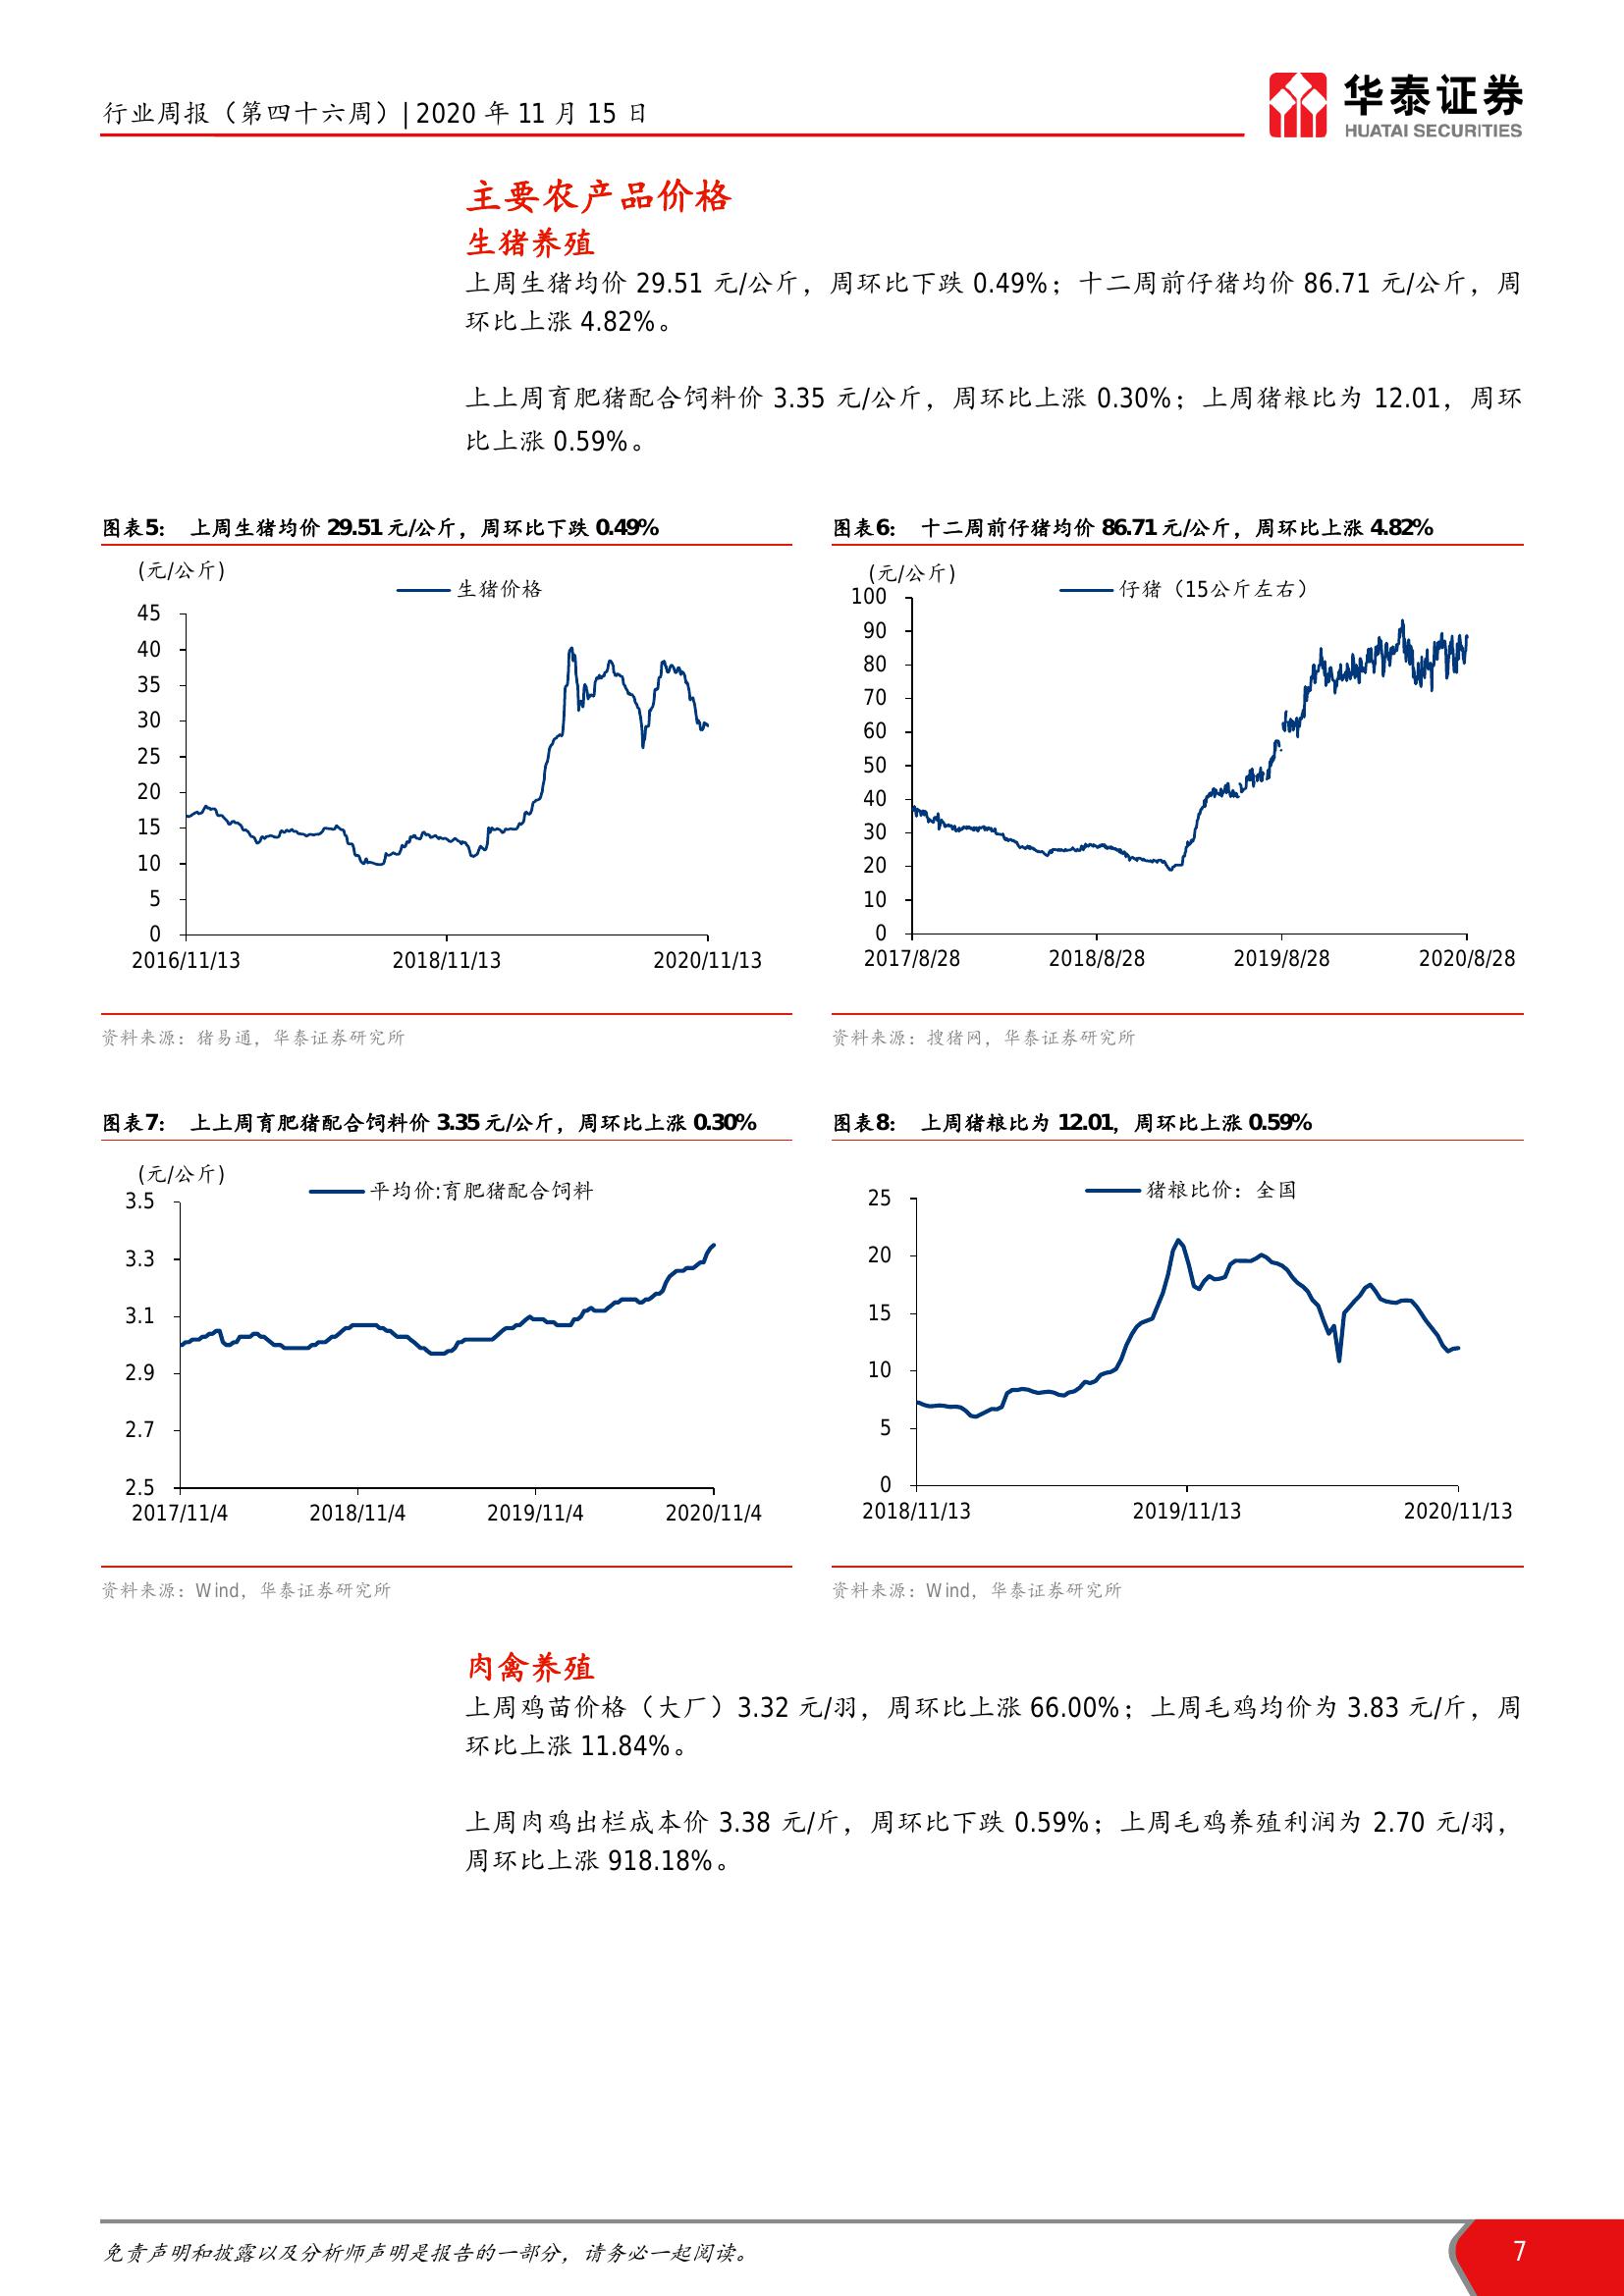 行业周报（第四十六周）| 2020 年 11 月 15 日
华泰证券
HUATAI SECURITIES
主要农产品价格
生猪养殖
上周生猪均价 29.51 元/公斤，周环比下跌 0.49%；十二周前仔猪均价 86.71 元/公斤，周
环比上涨 4.82%。
上上周育肥猪配合饲料价 3.35 元/公斤，周环比上涨 0.30%；上周猪粮比为 12.01，周环
比上涨 0.59%。
图表5： 上周生猪均价 29.51 元/公斤，周环比下跌 0.49%
(元/公斤)
生猪价格
45
40
35
30
25
20
15
10
5
0
2016/11/13 2018/11/13 2020/11/13
资料来源：猪易通，华泰证券研究所
图表6： 十二周前仔猪均价 86.71 元/公斤，周环比上涨 4.82%
(元/公斤)
仔猪（15公斤左右）
100
90
80
70
60
50
40
30
20
10
0
2017/8/28 2018/8/28 2019/8/28 2020/8/28
资料来源：搜猪网，华泰证券研究所
图表7： 上上周育肥猪配合饲料价 3.35 元/公斤，周环比上涨 0.30%
(元/公斤)
平均价:育肥猪配合饲料
3.5
3.3
3.1
2.9
2.7
2.5
2017/11/4 2018/11/4 2019/11/4 2020/11/4
资料来源：Wind，华泰证券研究所
图表8： 上周猪粮比为 12.01，周环比上涨 0.59%
猪粮比价：全国
25
20
15
10
5
0
2018/11/13 2019/11/13 2020/11/13
资料来源：Wind，华泰证券研究所
肉禽养殖
上周鸡苗价格（大厂）3.32 元/羽，周环比上涨 66.00%；上周毛鸡均价为 3.83 元/斤，周
环比上涨 11.84%。
上周肉鸡出栏成本价 3.38 元/斤，周环比下跌 0.59%；上周毛鸡养殖利润为 2.70 元/羽，
周环比上涨 918.18%。
免责声明和披露以及分析师声明是报告的一部分，请务必一起阅读。
7